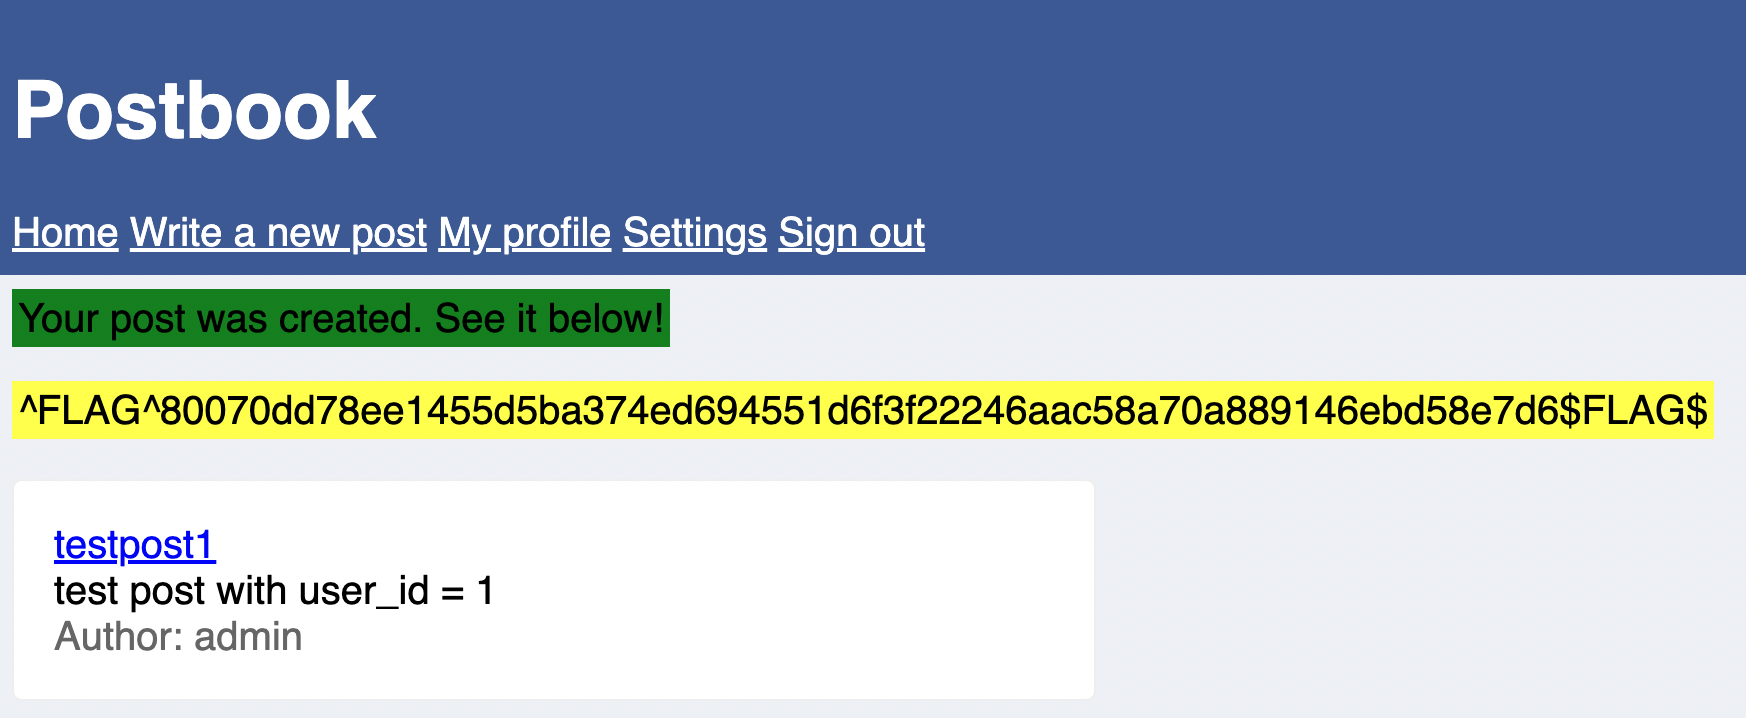 Postbook
Home Write a new post My profile Settings Sign out
Your post was created. See it below!
^FLAG^80070dd78ee1455d5ba374ed694551d6f3f22246aac58a70a889146ebd58e7d6$FLAG$
testpost1
test post with user_id = 1
Author: admin